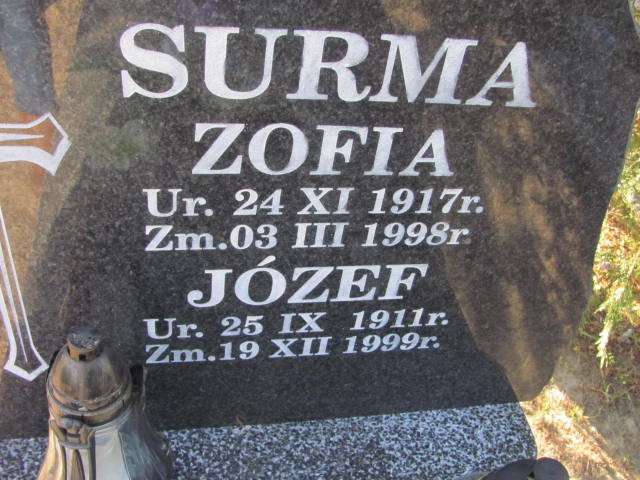 SURMA
ZOFIA
Ur. 24 XI 1917r.
Zm.03 III 1998r
JÓZEF
Ur. 25 IX 1911r.
Zm.19 XII 1999r.